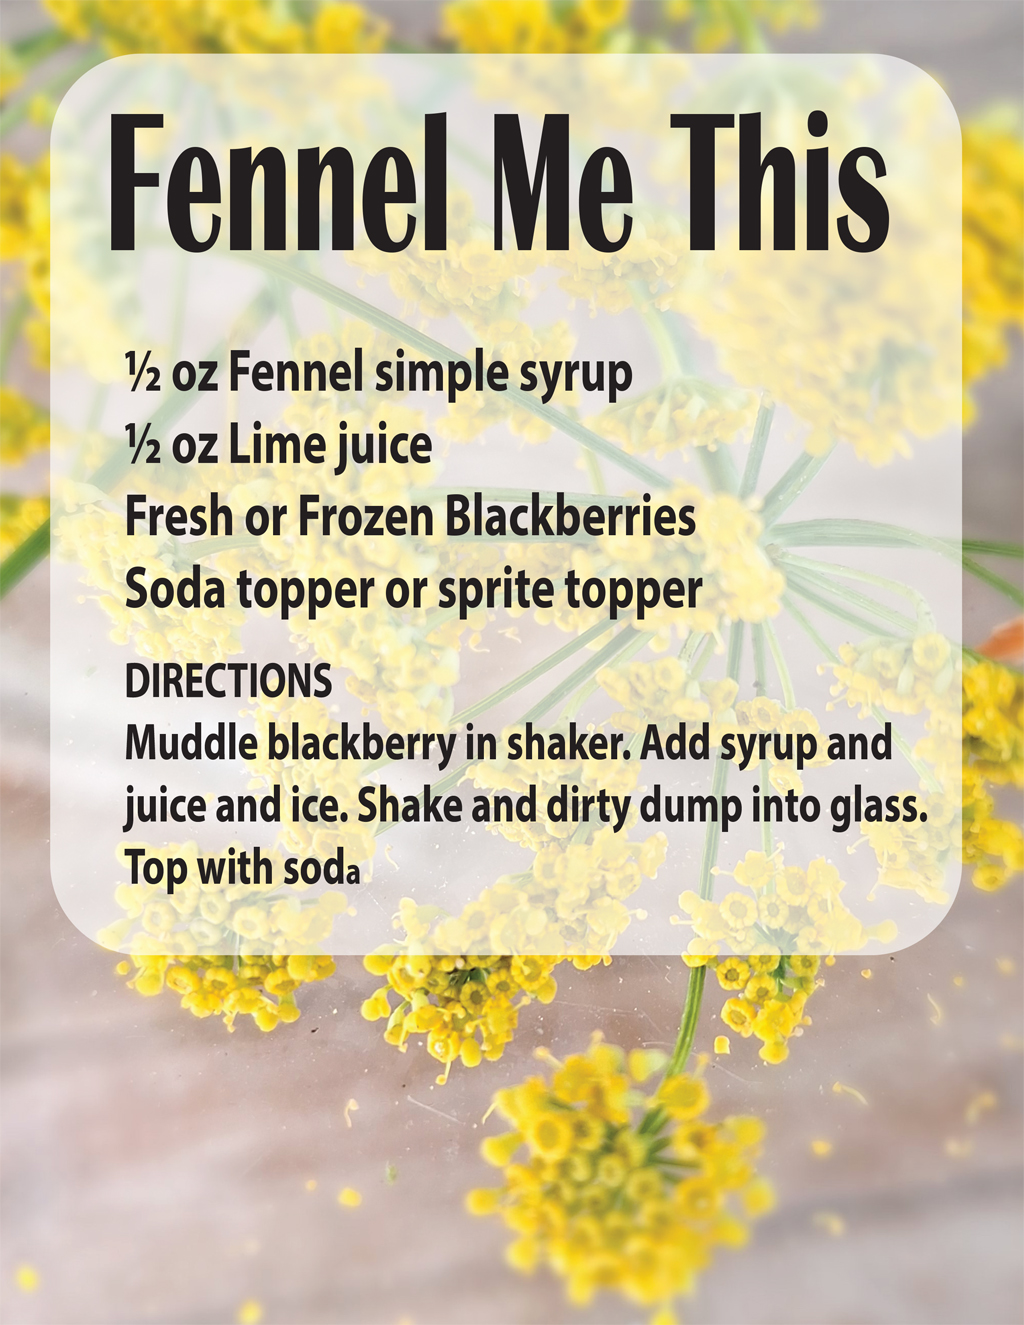 Fennel Me This
½ oz Fennel simple syrup
½ oz Lime juice
Fresh or Frozen Blackberries
Soda topper or sprite topper
DIRECTIONS
Muddle blackberry in shaker. Add syrup and
juice and ice. Shake and dirty dump into glass.
Top with soda